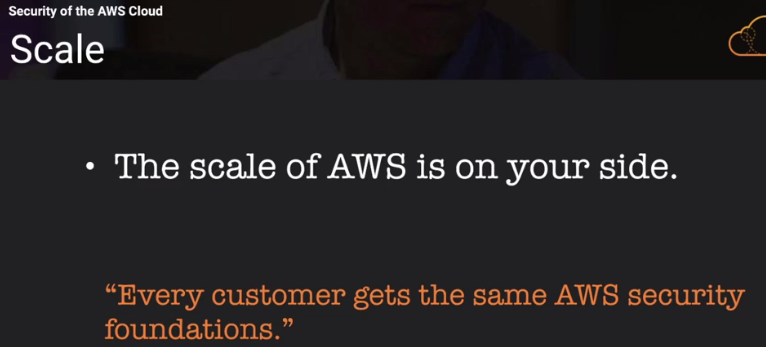 Security of the AWS Cloud
Scale
• The scale of AWS is on your side.
“Every customer gets the same AWS security
foundations.”